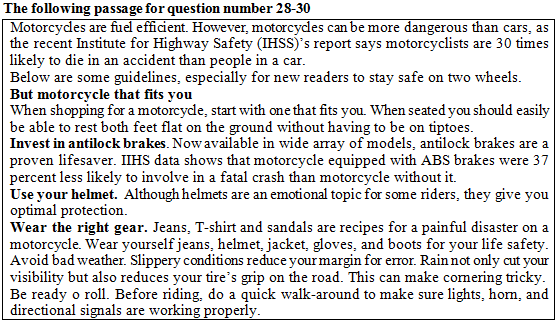 The following passage for question number 28-30
Motorcycles are fuel efficient. However, motorcycles can be more dangerous than cars, as
the recent Institute for Highway Safety (IHSS)’s report says motorcyclists are 30 times
likely to die in an accident than people in a car.
Below are some guidelines, especially for new readers to stay safe on two wheels.
But motorcycle that fits you
When shopping for a motorcycle, start with one that fits you. When seated you should easily
be able to rest both feet flat on the ground without having to be on tiptoes.
Invest in antilock brakes. Now available in wide array of models, antilock brakes are a
proven lifesaver. IIHS data shows that motorcycle equipped with ABS brakes were 37
percent less likely to involve in a fatal crash than motorcycle without it.
Use your helmet. Although helmets are an emotional topic for some riders, they give you
optimal protection.
Wear the right gear. Jeans, T-shirt and sandals are recipes for a painful disaster on a
motorcycle. Wear yourself jeans, helmet, jacket, gloves, and boots for your life safety.
Avoid bad weather. Slippery conditions reduce your margin for error. Rain not only cut your
visibility but also reduces your tire’s grip on the road. This can make cornering tricky.
Be ready o roll. Before riding, do a quick walk-around to make sure lights, horn, and
directional signals are working properly.